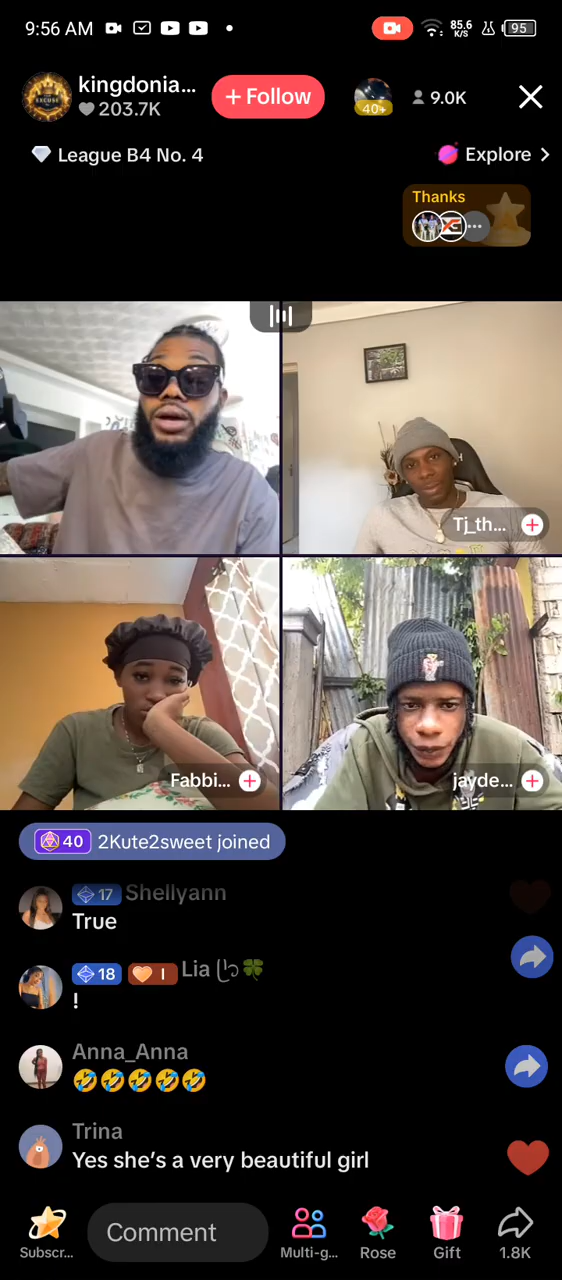 9:56 AM
85.6
K/S
95
kingdonia...
203.7K
+ Follow
40+
9.0K
League B4 No. 4
Explore
Thanks
Tj_th...
Fabbi...
jayde...
40 2Kute2sweet joined
17 Shellyann
True
18 I Lia
!
Anna_Anna
🤣🤣🤣🤣🤣
Trina
Yes she's a very beautiful girl
Subscr...
Comment
Multi-g...
Rose
Gift
1.8K